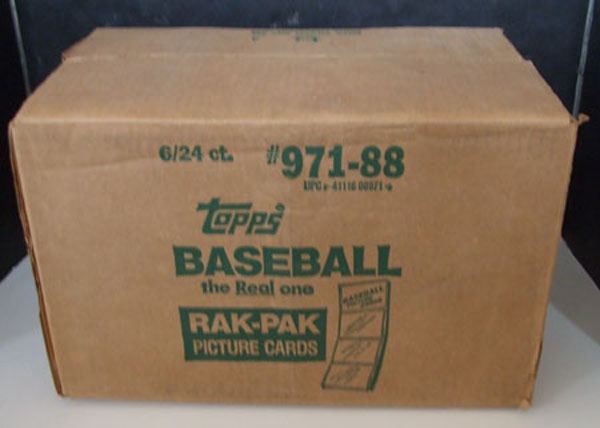 6/24 ct. #971-88
Topps
BASEBALL
the Real one
RAK-PAK
PICTURE CARDS
BASEBALL